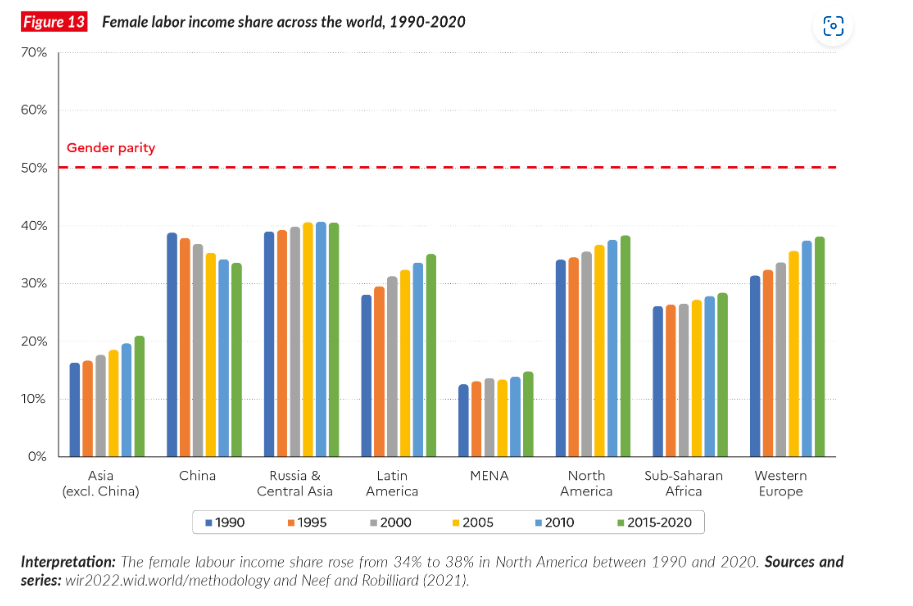 Figure 13 Female labor income share across the world, 1990-2020
70%
60%
Gender parity
50%
40%
30%
20%
10%
0%
Asia
(excl. China)
China
Russia &
Central Asia
Latin
America
MENA
North
America
Sub-Saharan
Africa
Western
Europe
1990 1995 2000 2005 2010 2015-2020
Interpretation: The female labour income share rose from 34% to 38% in North America between 1990 and 2020. Sources and
series: wir2022.wid.world/methodology and Neef and Robilliard (2021).